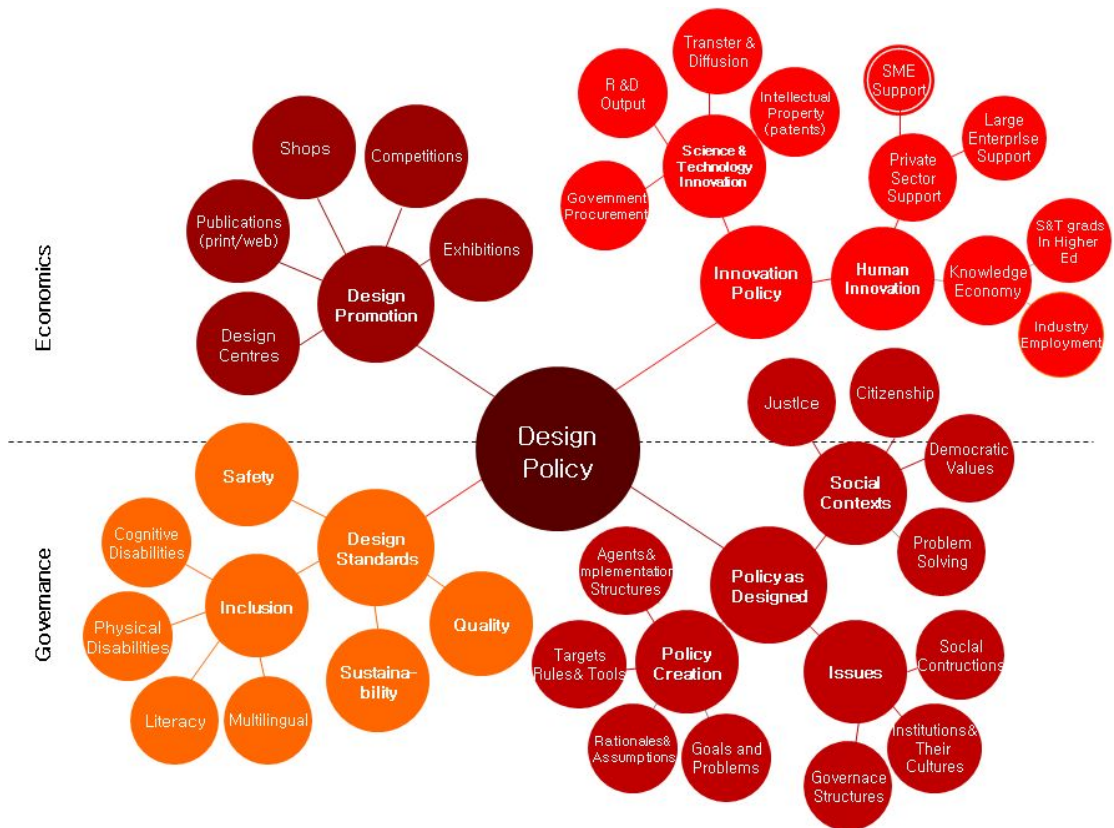 Transter &
Diffusion
SME
Support
R &D
Output
Intellectual
Property
(patents)
Large
EnterprIse
Support
Shops
Competitions
Science &
Technology
Innovation
Private
Sector
Support
Government
Procurement
Publications
(print/web)
Exhibitions
S&T grads
In Higher
Ed
Design
Promotion
Innovation
Policy
Human
Innovation
Knowledge
Economy
Economics
Design
Centres
Industry
Employment
JustIce
Citizenship
Design
Policy
Democratic
Values
Safety
Social
Contexts
Cognitive
Disabilities
Design
Standards
Problem
Solving
Agents&
mplementation
Structures
Policy as
Designed
Governance
Inclusion
Physical
Disabilities
Quality
Targets
Rules& Tools
Policy
Creation
Issues
Social
Contructions
Sustaina-
bility
Literacy
Multilingual
Rationales&
Assumptions
Goals and
Problems
Institutions&
Their
Cultures
Governace
Structures